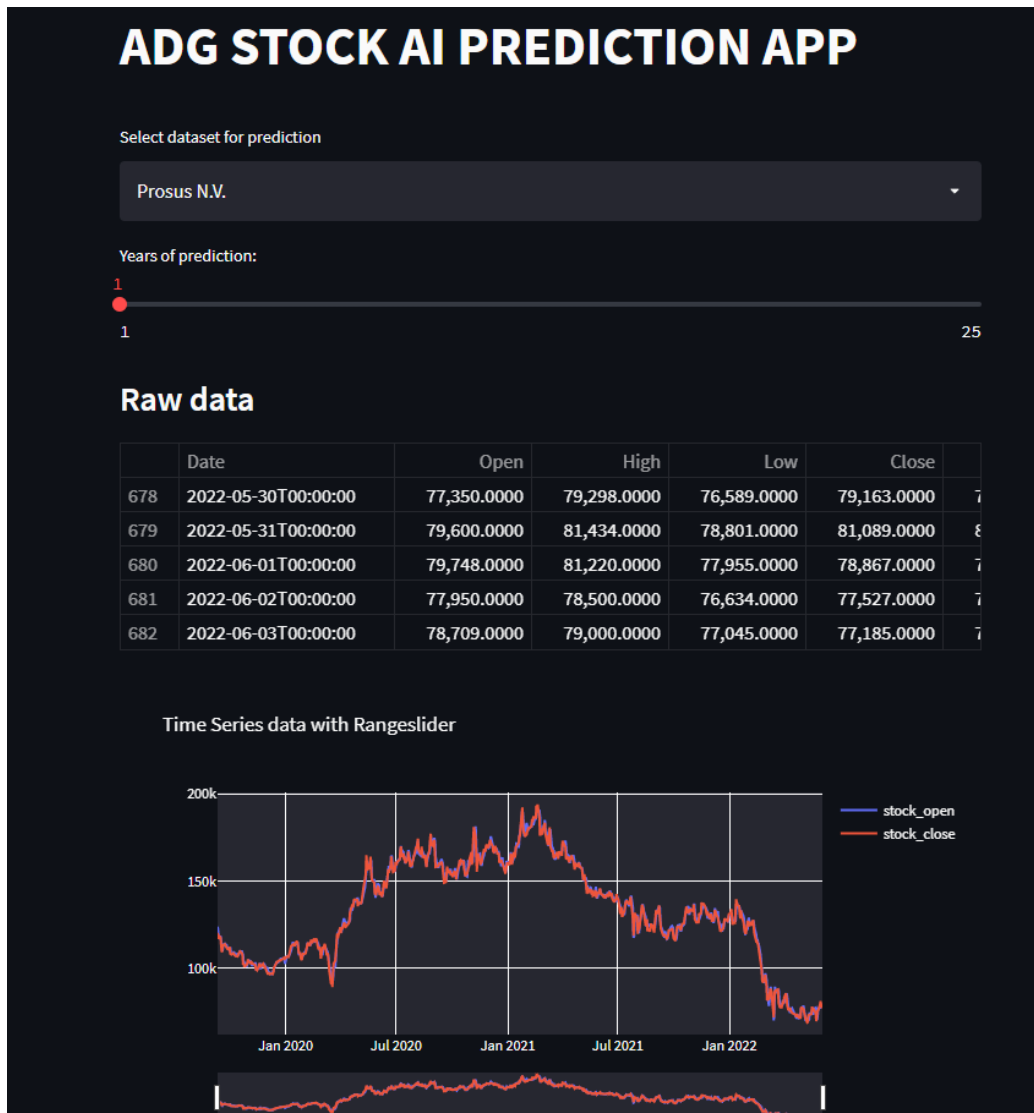 ADG STOCK AI PREDICTION APP
Select dataset for prediction
Prosus N.V.
Years of prediction:
1
1 25
Raw data
Date Open High Low Close
678 2022-05-30T00:00:00 77,350.0000 79,298.0000 76,589.0000 79,163.0000 7
679 2022-05-31T00:00:00 79,600.0000 81,434.0000 78,801.0000 81,089.0000 8
680 2022-06-01T00:00:00 79,748.0000 81,220.0000 77,955.0000 78,867.0000 7
681 2022-06-02T00:00:00 77,950.0000 78,500.0000 76,634.0000 77,527.0000 7
682 2022-06-03T00:00:00 78,709.0000 79,000.0000 77,045.0000 77,185.0000 7
Time Series data with Rangeslider
200k
stock_open
stock_close
150k
100k
Jan 2020 Jul 2020 Jan 2021 Jul 2021 Jan 2022